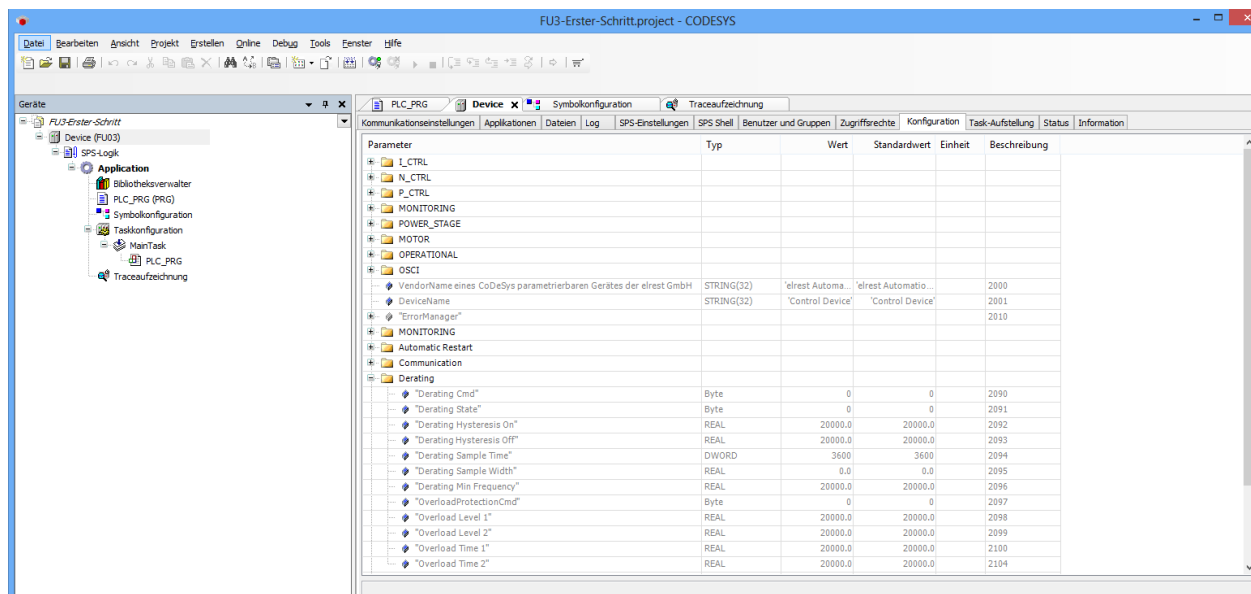 FU3-Erster-Schritt.project - CODESYS
Datei Bearbeiten Ansicht Projekt Erstellen Online Debug Tools Fenster Hilfe
Geräte
FU3-Erster-Schritt
Device (FU03)
SPS-Logik
Application
Bibliotheksverwalter
PLC_PRG (PRG)
Symbolkonfiguration
Taskkonfiguration
MainTask
PLC_PRG
Traceaufzeichnung
PLC_PRG Device Symbolkonfiguration Traceaufzeichnung
Kommunikationseinstellungen Applikationen Dateien Log SPS-Einstellungen SPS Shell Benutzer und Gruppen Zugriffsrechte Konfiguration Task-Aufstellung Status Information
Parameter Typ Wert Standardwert Einheit Beschreibung
I_CTRL
N_CTRL
P_CTRL
MONITORING
POWER_STAGE
MOTOR
OPERATIONAL
OSCI
VendorName eines CoDeSys parametrierbaren Gerätes der elrest GmbH STRING(32) 'elrest Automa... 'elrest Automatio... 2000
DeviceName STRING(32) 'Control Device' 'Control Device' 2001
"ErrorManager" 2010
MONITORING
Automatic Restart
Communication
Derating
"Derating Cmd" Byte 0 0 2090
"Derating State" Byte 0 0 2091
"Derating Hysteresis On" REAL 20000.0 20000.0 2092
"Derating Hysteresis Off" REAL 20000.0 20000.0 2093
"Derating Sample Time" DWORD 3600 3600 2094
"Derating Sample Width" REAL 0.0 0.0 2095
"Derating Min Frequency" REAL 20000.0 20000.0 2096
"OverloadProtectionCmd" Byte 0 0 2097
"Overload Level 1" REAL 20000.0 20000.0 2098
"Overload Level 2" REAL 20000.0 20000.0 2099
"Overload Time 1" REAL 20000.0 20000.0 2100
"Overload Time 2" REAL 20000.0 20000.0 2104